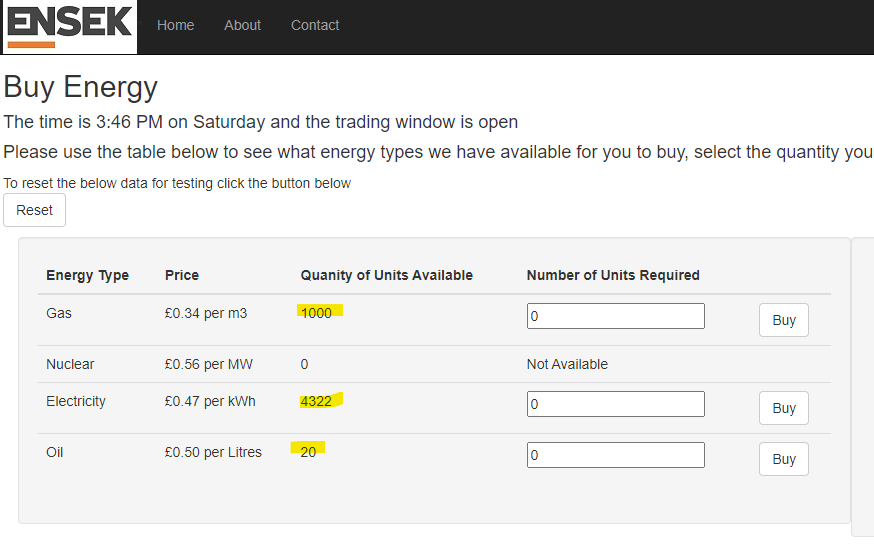 ENSEK Home About Contact
Buy Energy
The time is 3:46 PM on Saturday and the trading window is open
Please use the table below to see what energy types we have available for you to buy, select the quantity you
To reset the below data for testing click the button below
Reset
Energy Type Price Quanity of Units Available Number of Units Required
Gas £0.34 per m3 1000 0 Buy
Nuclear £0.56 per MW 0 Not Available
Electricity £0.47 per kWh 4322 0 Buy
Oil £0.50 per Litres 20 0 Buy